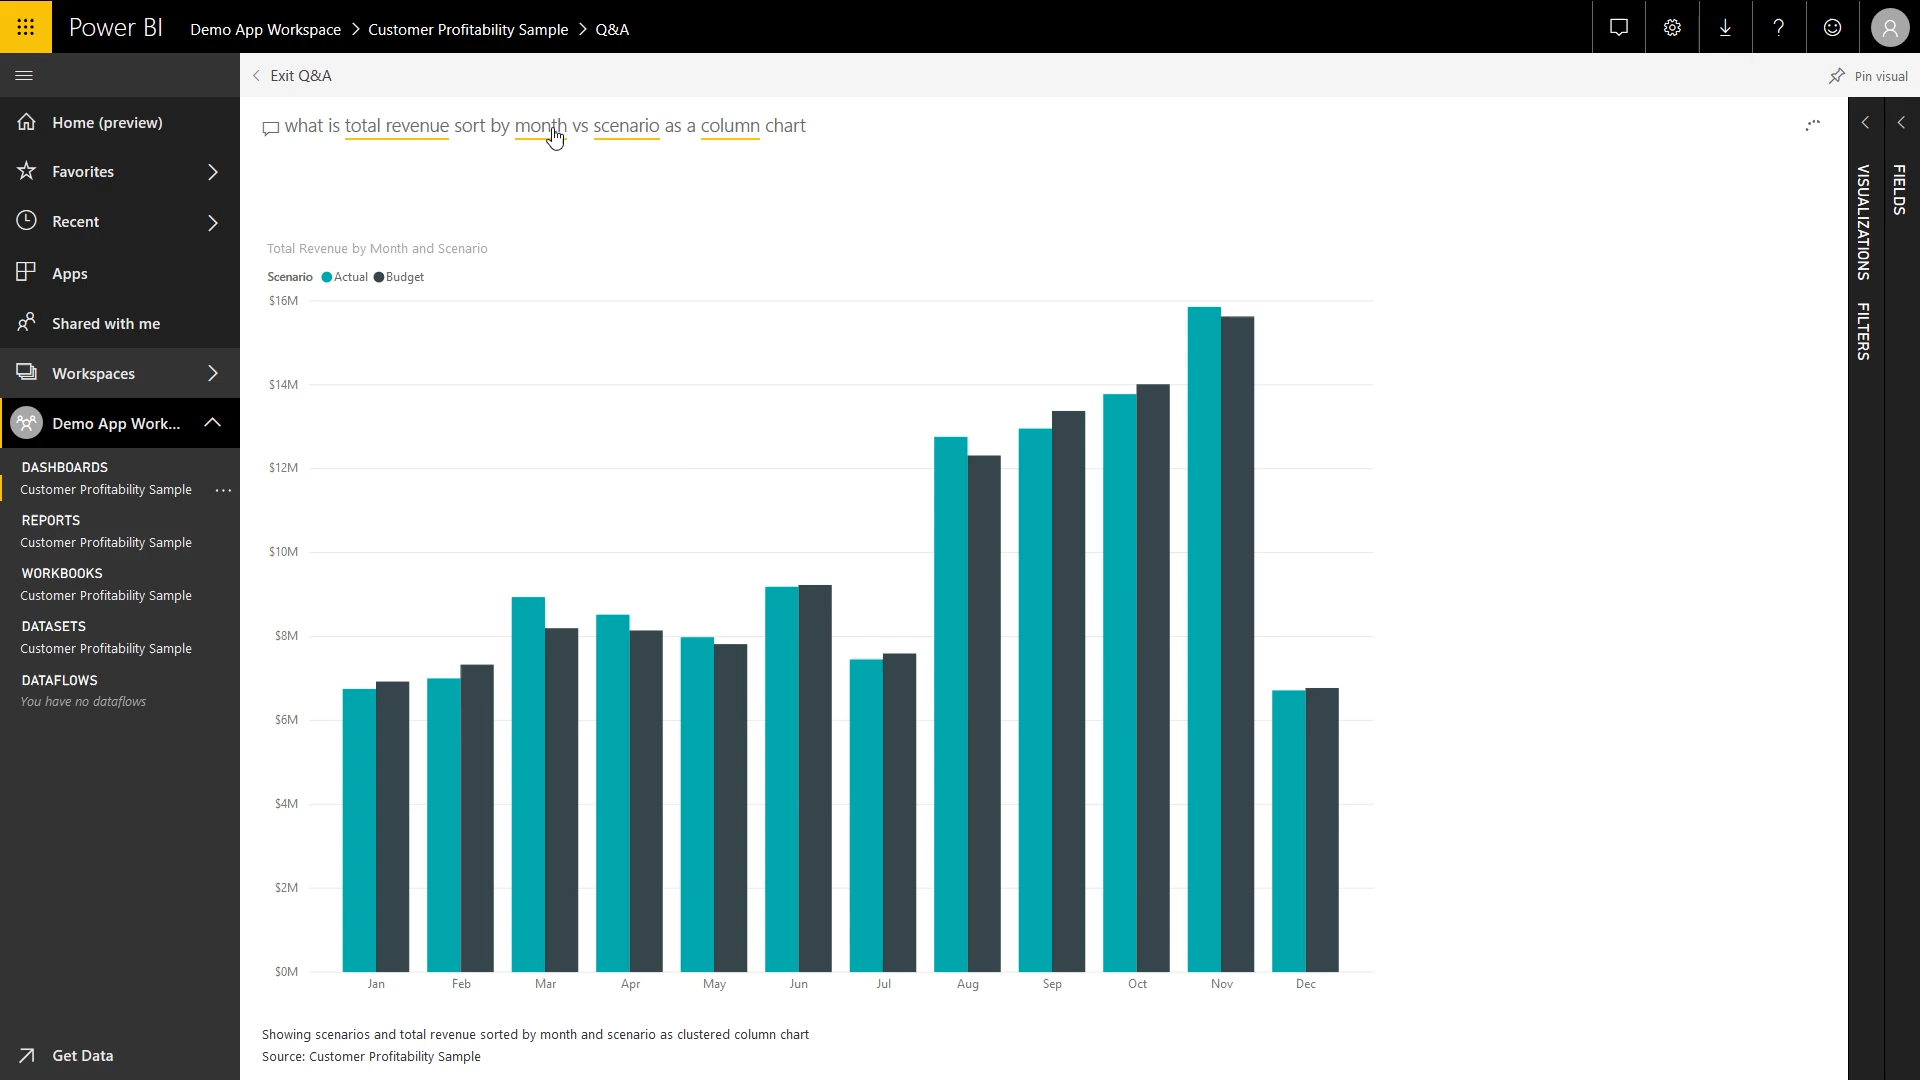 Power BI
Demo App Workspace > Customer Profitability Sample > Q&A
?
Exit Q&A
Pin visual
Home (preview)
Favorites
Recent
Apps
Shared with me
Workspaces
Demo App Work...
DASHBOARDS
Customer Profitability Sample ...
REPORTS
Customer Profitability Sample
WORKBOOKS
Customer Profitability Sample
DATASETS
Customer Profitability Sample
DATAFLOWS
You have no dataflows
Get Data
what is total revenue sort by month vs scenario as a column chart
Total Revenue by Month and Scenario
Scenario Actual Budget
$16M
$14M
$12M
$10M
$8M
$6M
$4M
$2M
$0M
Jan Feb Mar Apr May Jun Jul Aug Sep Oct Nov Dec
Showing scenarios and total revenue sorted by month and scenario as clustered column chart
Source: Customer Profitability Sample
VISUALIZATIONS
FILTERS
FIELDS